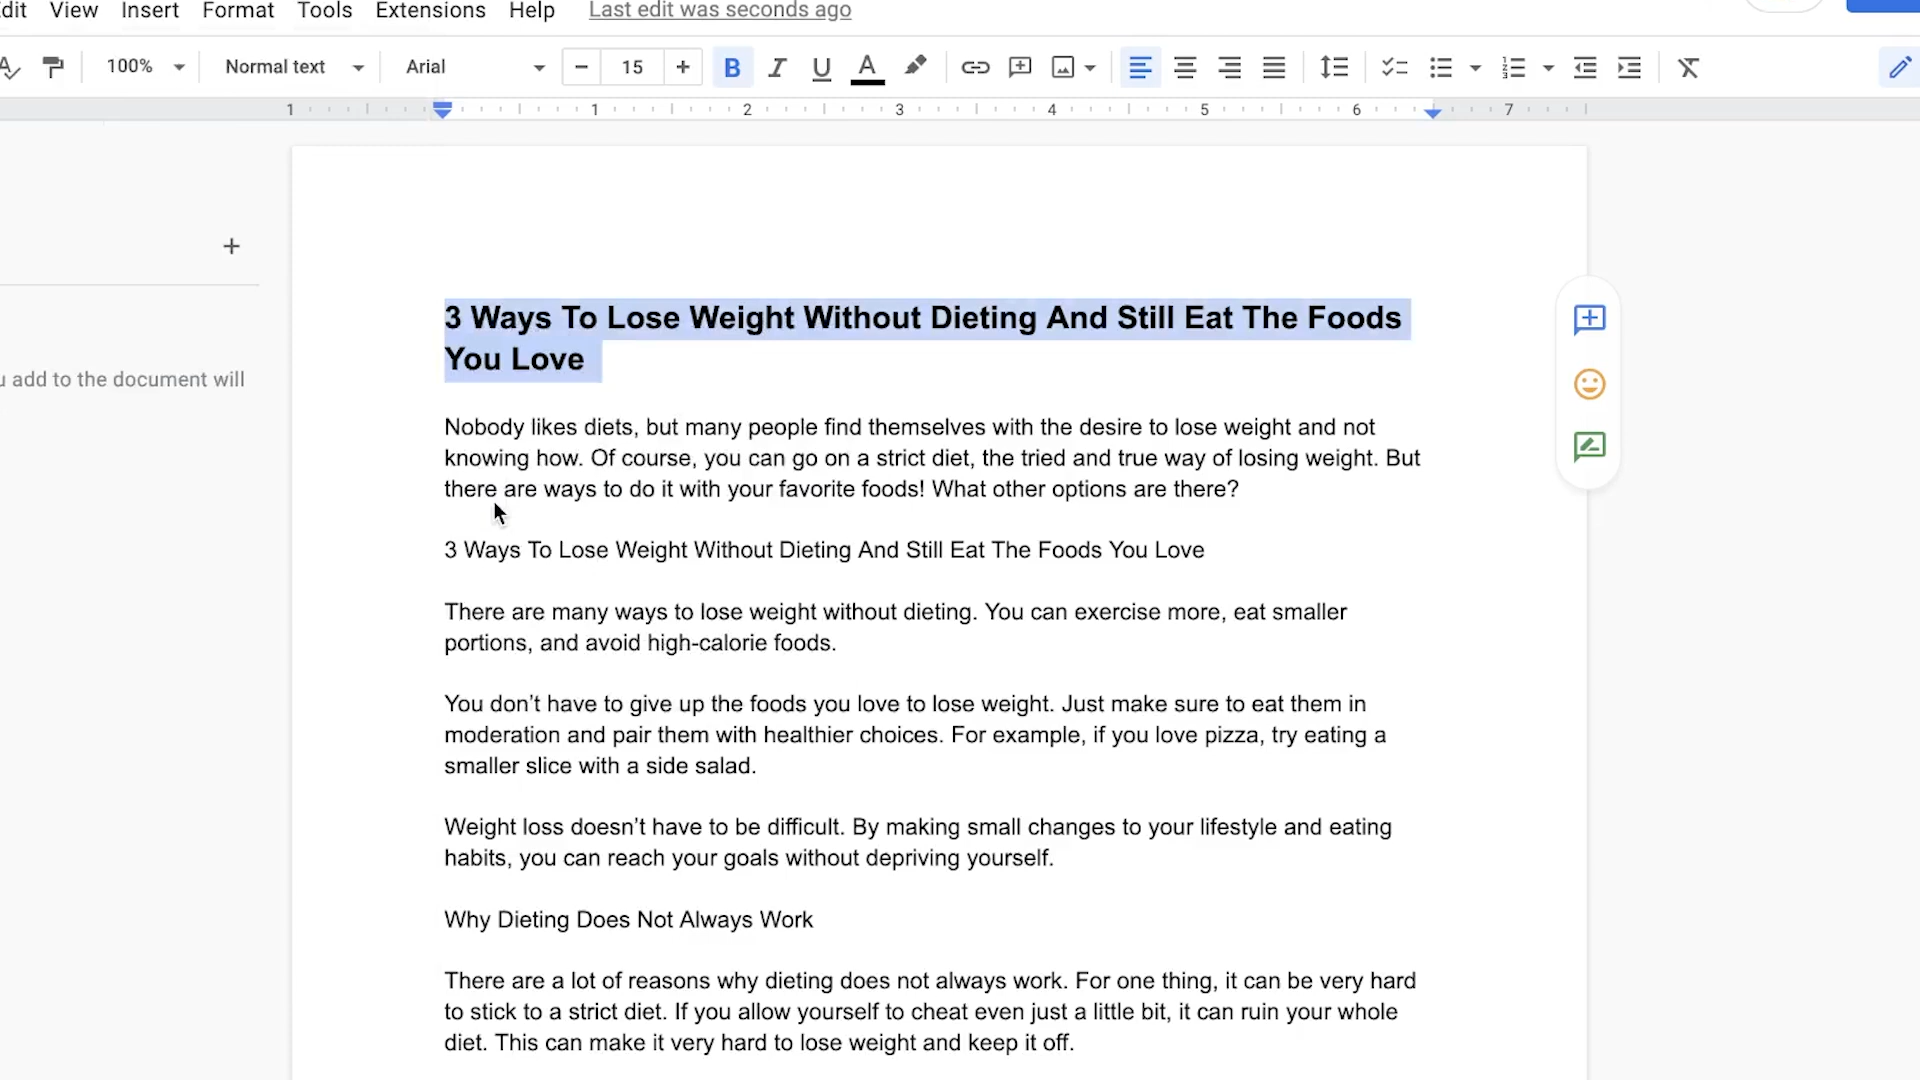 dit View Insert Format Tools Extensions Help Last edit was seconds ago
100% Normal text Arial − 15 + B I U A
1 1 2 3 4 5 6 7
+
3 Ways To Lose Weight Without Dieting And Still Eat The Foods
You Love
u add to the document will
Nobody likes diets, but many people find themselves with the desire to lose weight and not
knowing how. Of course, you can go on a strict diet, the tried and true way of losing weight. But
there are ways to do it with your favorite foods! What other options are there?
3 Ways To Lose Weight Without Dieting And Still Eat The Foods You Love
There are many ways to lose weight without dieting. You can exercise more, eat smaller
portions, and avoid high-calorie foods.
You don’t have to give up the foods you love to lose weight. Just make sure to eat them in
moderation and pair them with healthier choices. For example, if you love pizza, try eating a
smaller slice with a side salad.
Weight loss doesn’t have to be difficult. By making small changes to your lifestyle and eating
habits, you can reach your goals without depriving yourself.
Why Dieting Does Not Always Work
There are a lot of reasons why dieting does not always work. For one thing, it can be very hard
to stick to a strict diet. If you allow yourself to cheat even just a little bit, it can ruin your whole
diet. This can make it very hard to lose weight and keep it off.